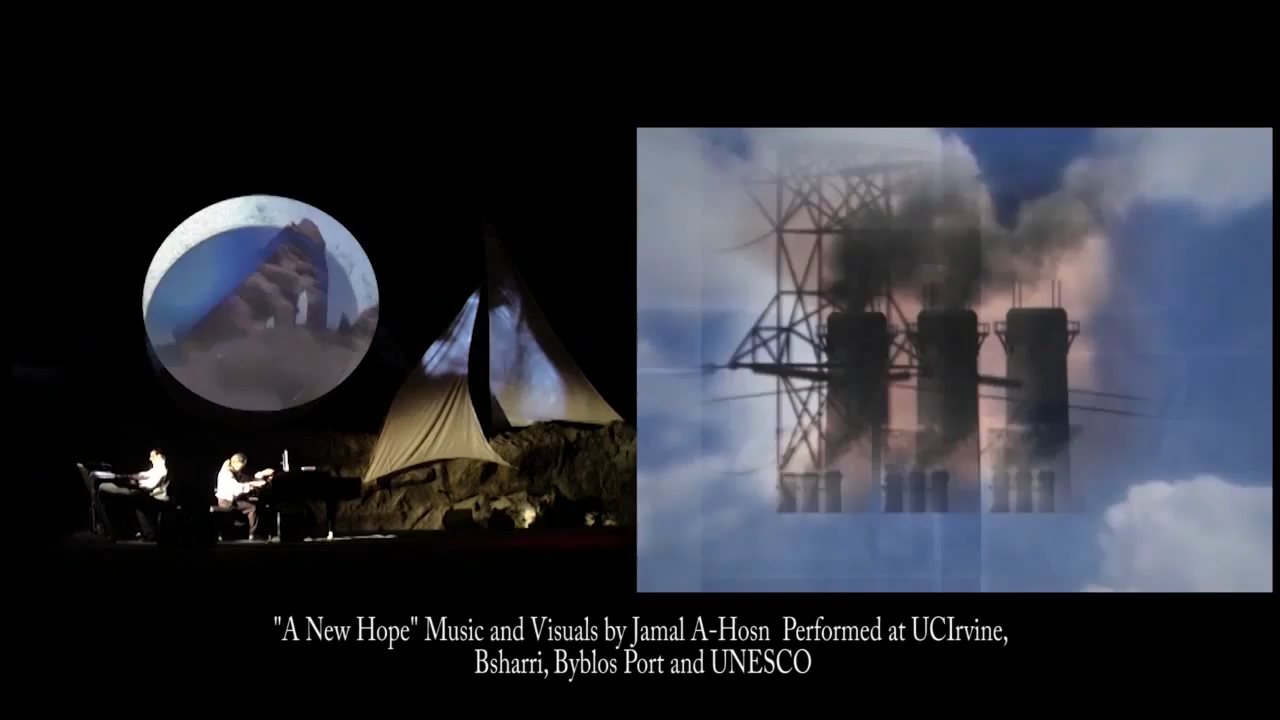 "A New Hope" Music and Visuals by Jamal A-Hosn  Performed at UCIrvine,
Bsharri, Byblos Port and UNESCO